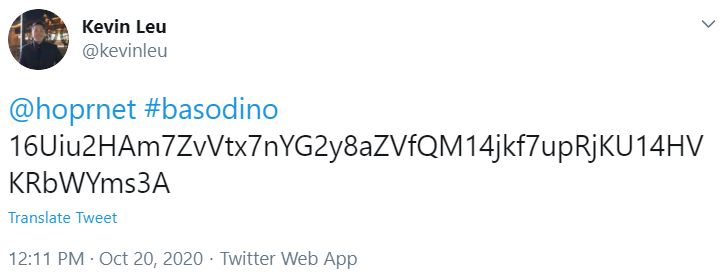 Kevin Leu
@kevinleu
@hoprnet #basodino
16Uiu2HAm7ZvVtx7nYG2y8aZVfQM14jkf7upRjKU14HV
KRbWYms3A
Translate Tweet
12:11 PM · Oct 20, 2020 · Twitter Web App